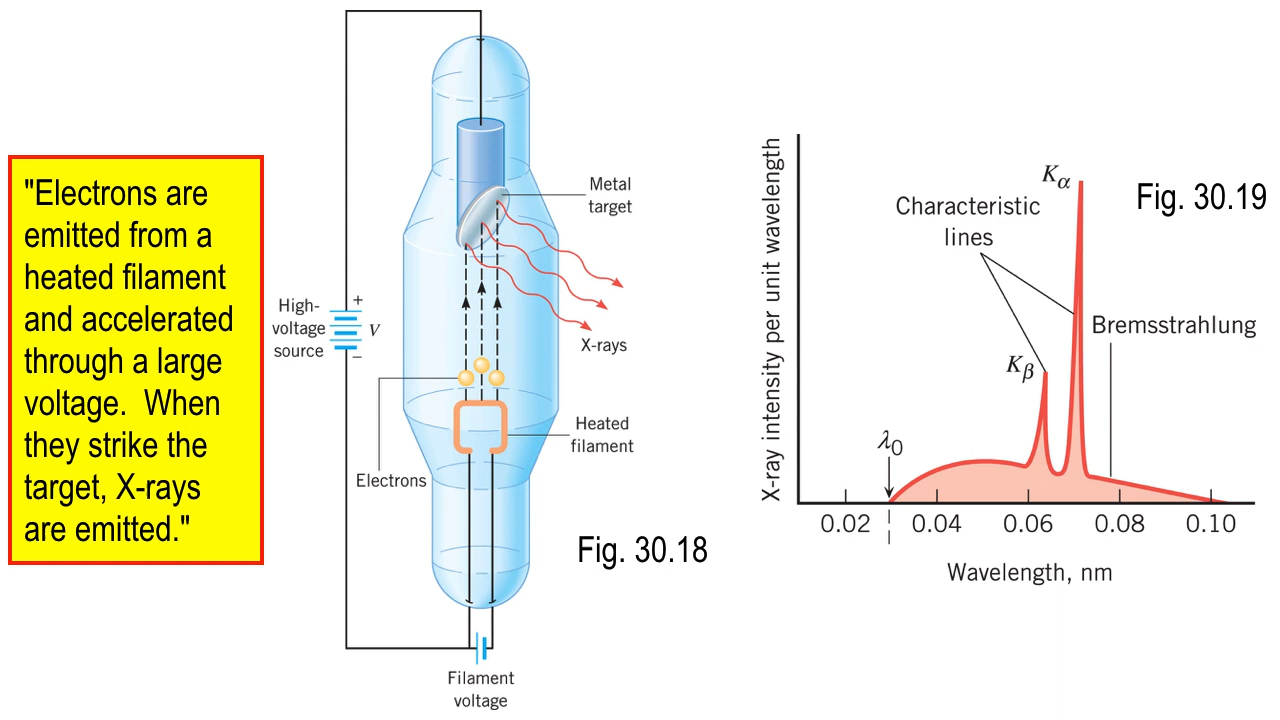 "Electrons are
emitted from a
heated filament
and accelerated
through a large
voltage.  When
they strike the
target, X-rays
are emitted."
Metal
target
High-
voltage
source
+
V
−
X-rays
Electrons
Heated
filament
Filament
voltage
Fig. 30.18
X-ray intensity per unit wavelength
Kα
Fig. 30.19
Characteristic
lines
Bremsstrahlung
Kβ
λ0
0.02 0.04 0.06 0.08 0.10
Wavelength, nm